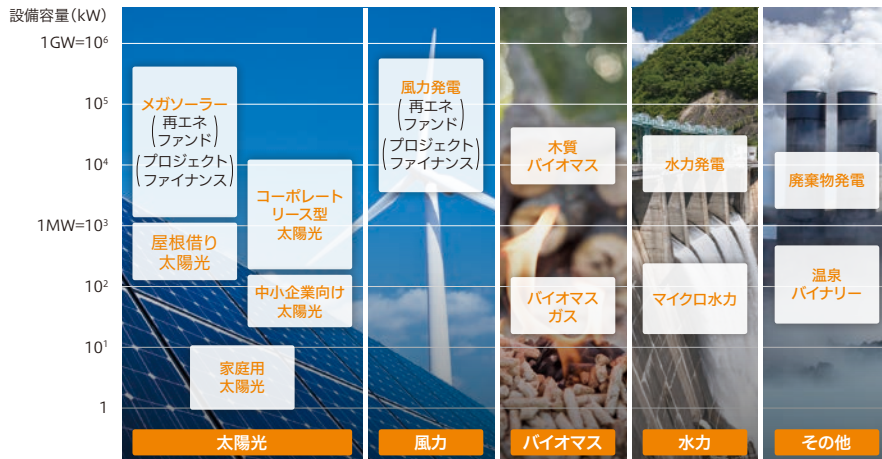 設備容量(kW)
1GW=10⁶
10⁵
10⁴
1MW=10³
10²
10¹
1
メガソーラー
(再エネ
ファンド)
(プロジェクト
ファイナンス)
屋根借り
太陽光
コーポレート
リース型
太陽光
中小企業向け
太陽光
家庭用
太陽光
太陽光
風力発電
(再エネ
ファンド)
(プロジェクト
ファイナンス)
風力
木質
バイオマス
バイオマス
ガス
バイオマス
水力発電
マイクロ水力
水力
廃棄物発電
温泉
バイナリー
その他